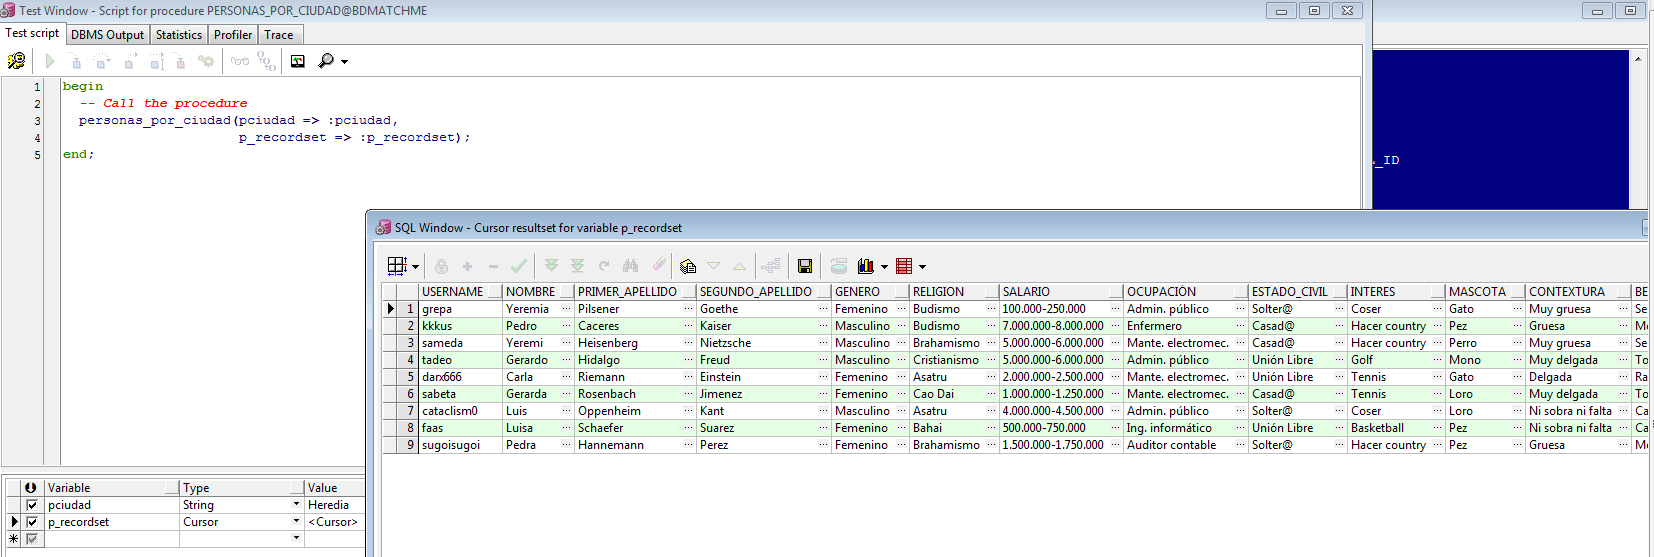 Test Window - Script for procedure PERSONAS_POR_CIUDAD@BDMATCHME
Test script DBMS Output Statistics Profiler Trace
1 begin
2 -- Call the procedure
3 personas_por_ciudad(pciudad => :pciudad,
4 p_recordset => :p_recordset);
5 end;
_ID
SQL Window - Cursor resultset for variable p_recordset
USERNAME NOMBRE PRIMER_APELLIDO SEGUNDO_APELLIDO GENERO RELIGION SALARIO OCUPACIÓN ESTADO_CIVIL INTERES MASCOTA CONTEXTURA BE
1 grepa Yeremia Pilsener Goethe Femenino Budismo 100.000-250.000 Admin. público Solter@ Coser Gato Muy gruesa Se
2 kkkus Pedro Caceres Kaiser Masculino Budismo 7.000.000-8.000.000 Enfermero Casad@ Hacer country Pez Gruesa Me
3 sameda Yeremi Heisenberg Nietzsche Masculino Brahamismo 5.000.000-6.000.000 Mante. electromec. Casad@ Hacer country Perro Muy gruesa Se
4 tadeo Gerardo Hidalgo Freud Masculino Cristianismo 5.000.000-6.000.000 Admin. público Unión Libre Golf Mono Muy delgada To
5 darx666 Carla Riemann Einstein Femenino Asatru 2.000.000-2.500.000 Mante. electromec. Unión Libre Tennis Gato Delgada Ra
6 sabeta Gerarda Rosenbach Jimenez Femenino Cao Dai 1.000.000-1.250.000 Mante. electromec. Casad@ Tennis Loro Muy delgada To
7 cataclism0 Luis Oppenheim Kant Masculino Asatru 4.000.000-4.500.000 Admin. público Solter@ Coser Loro Ni sobra ni falta Ca
8 faas Luisa Schaefer Suarez Femenino Bahai 500.000-750.000 Ing. informático Unión Libre Basketball Pez Ni sobra ni falta Ca
9 sugoisugoi Pedra Hannemann Perez Femenino Brahamismo 1.500.000-1.750.000 Auditor contable Solter@ Hacer country Pez Gruesa Me
Variable Type Value
pciudad String Heredia
p_recordset Cursor <Cursor>